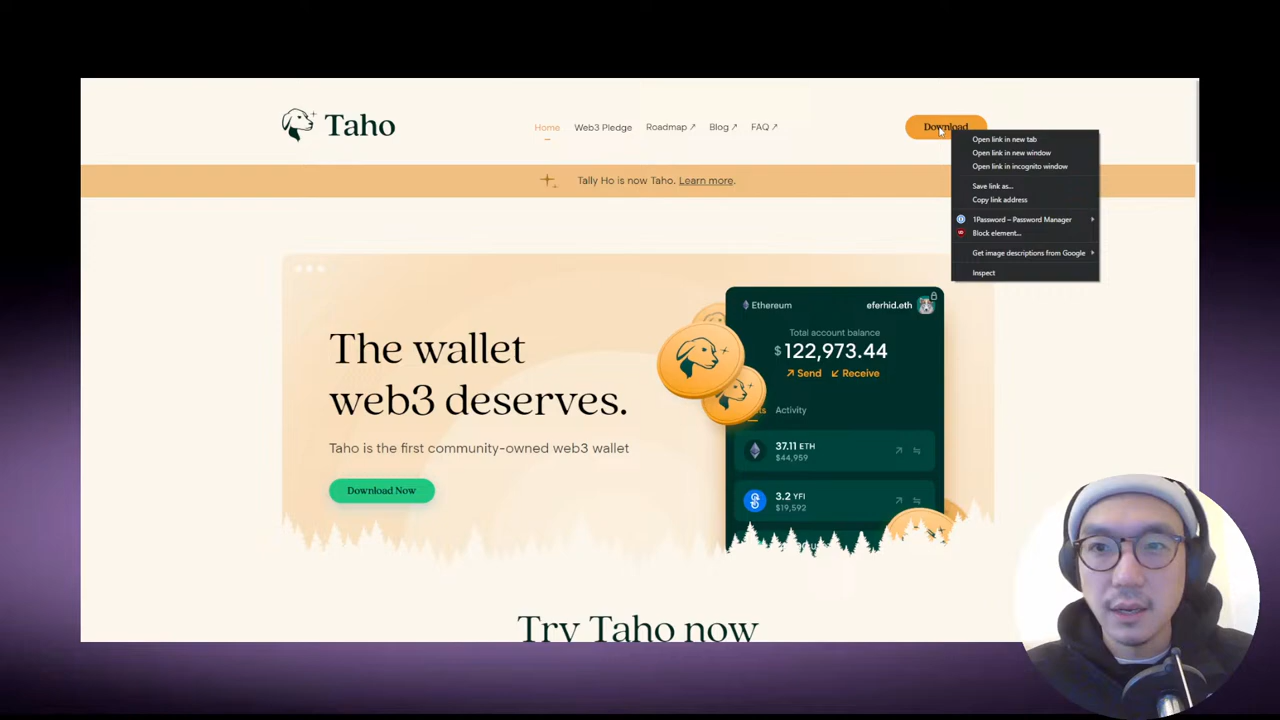 Taho
Home
Web3 Pledge
Roadmap ↗
Blog ↗
FAQ ↗
Download
Open link in new tab
Open link in new window
Open link in incognito window
Save link as...
Copy link address
1Password – Password Manager
Block element...
Get image descriptions from Google
Inspect
Tally Ho is now Taho. Learn more.
The wallet
web3 deserves.
Taho is the first community-owned web3 wallet
Download Now
Ethereum
eferhid.eth
Total account balance
$122,973.44
Send
Receive
Activity
37.11 ETH
$44,959
3.2 YFI
$19,592
Try Taho now